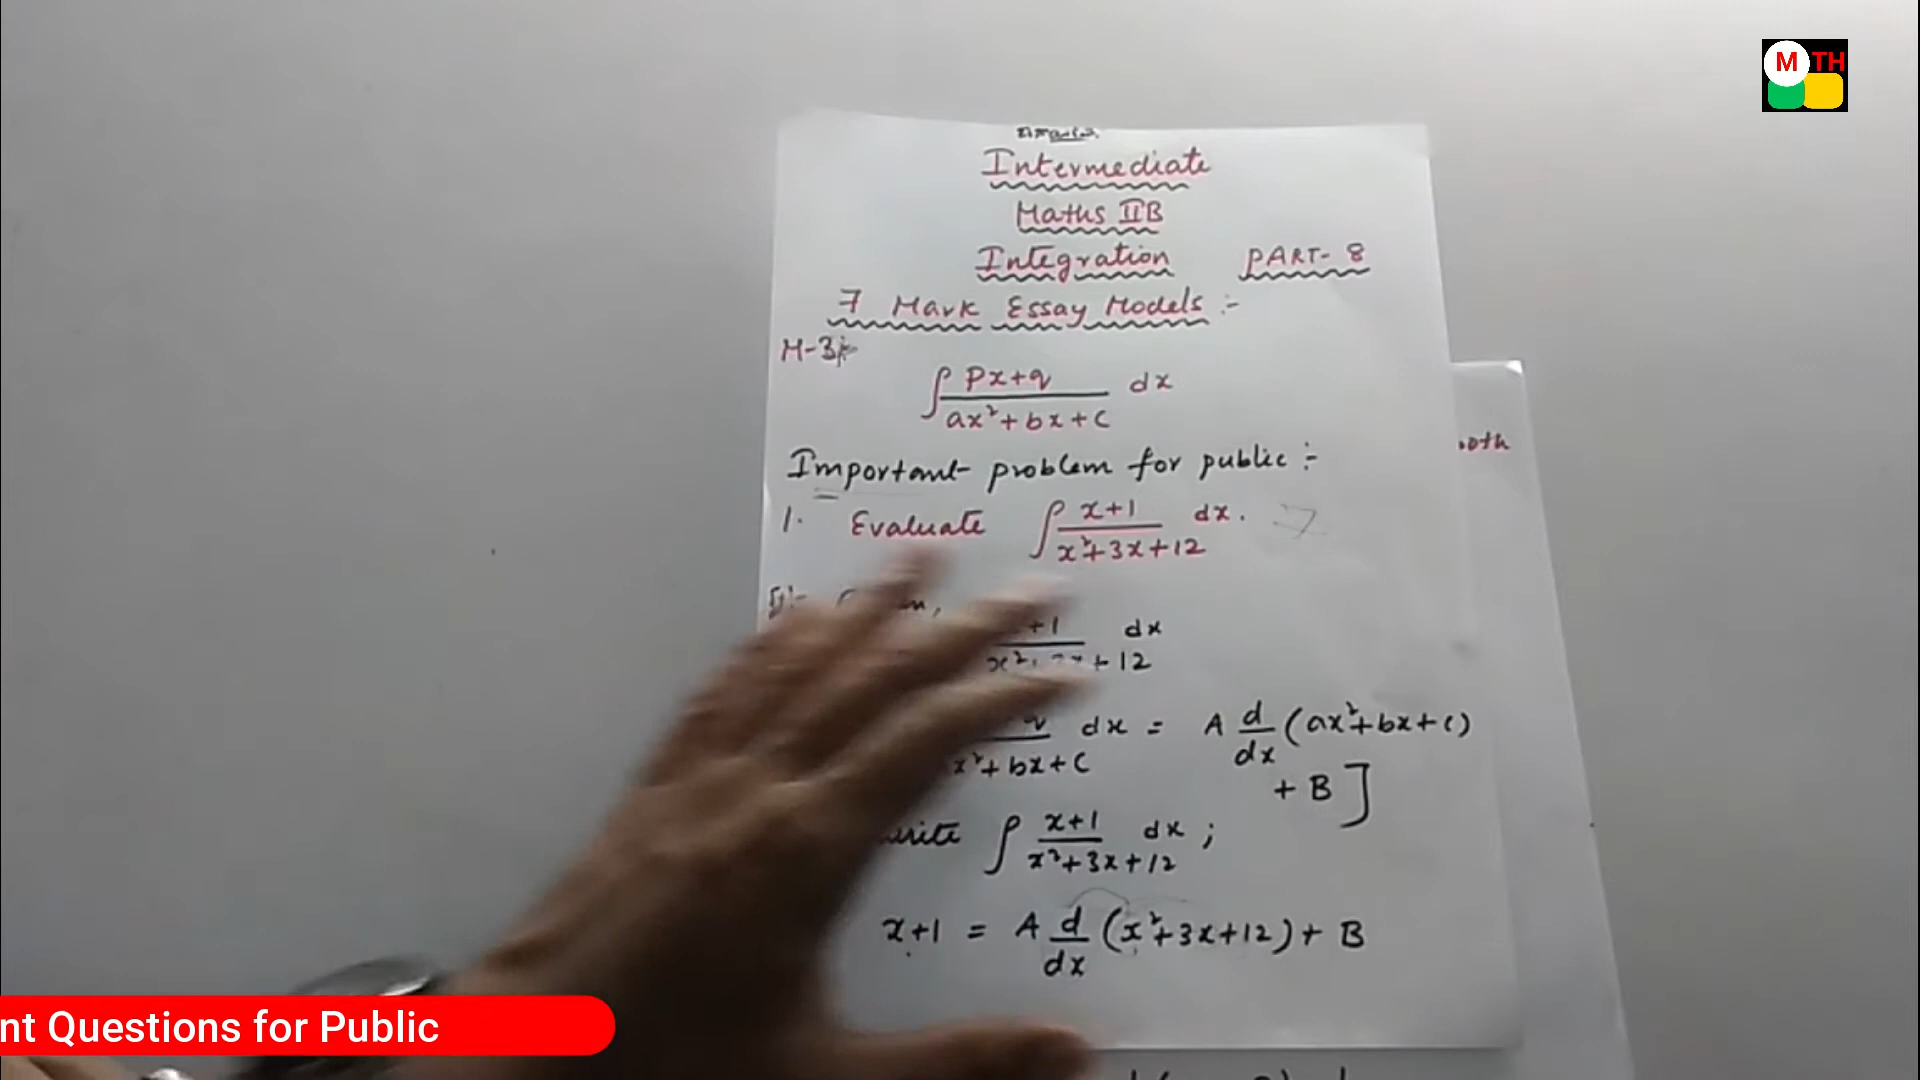 M TH
Intermediate
Maths IIB
Integration PART- 8
7 Mark Essay Models :-
M-3:-
∫ px+q / ax²+bx+c dx
Important problem for public :-
1. Evaluate ∫ x+1 / x²+3x+12 dx.
+1 dx
x² +12
dx = A d/dx (ax²+bx+c)
x²+bx+c
+ B ]
∫ x+1 / x²+3x+12 dx ;
x+1 = A d/dx (x²+3x+12) + B
nt Questions for Public